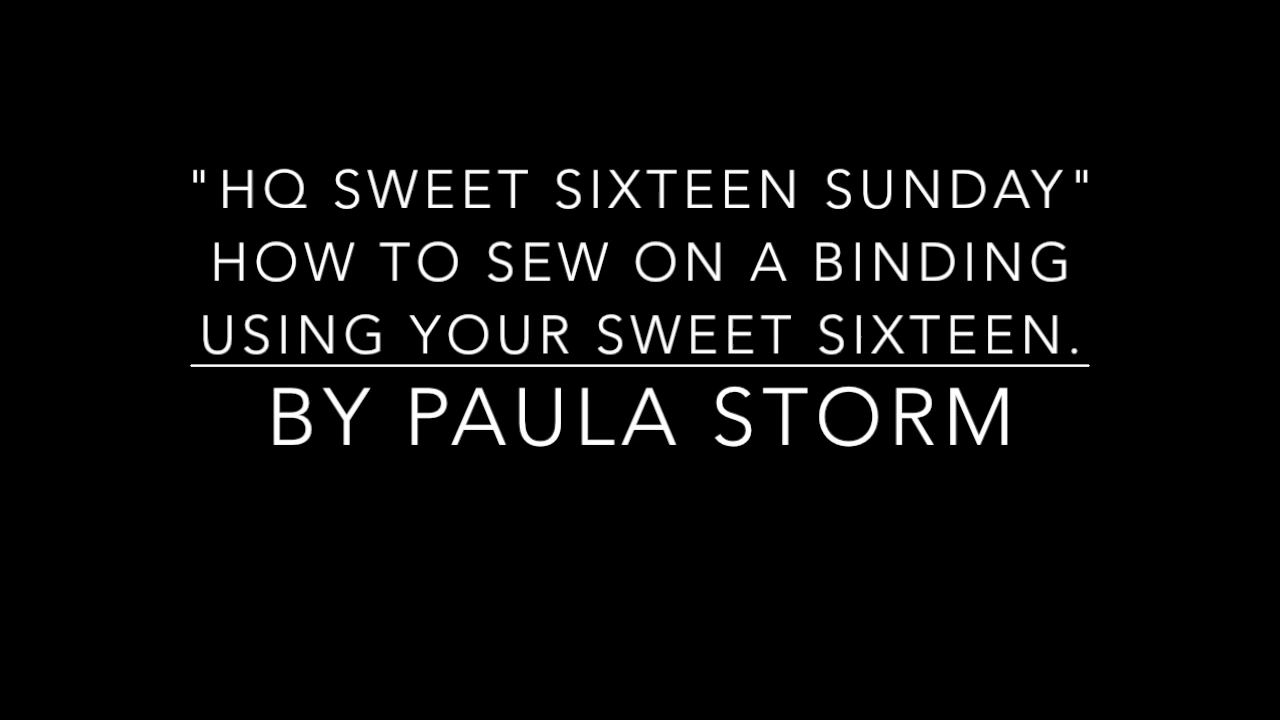 "HQ SWEET SIXTEEN SUNDAY"
HOW TO SEW ON A BINDING
USING YOUR SWEET SIXTEEN.
BY PAULA STORM